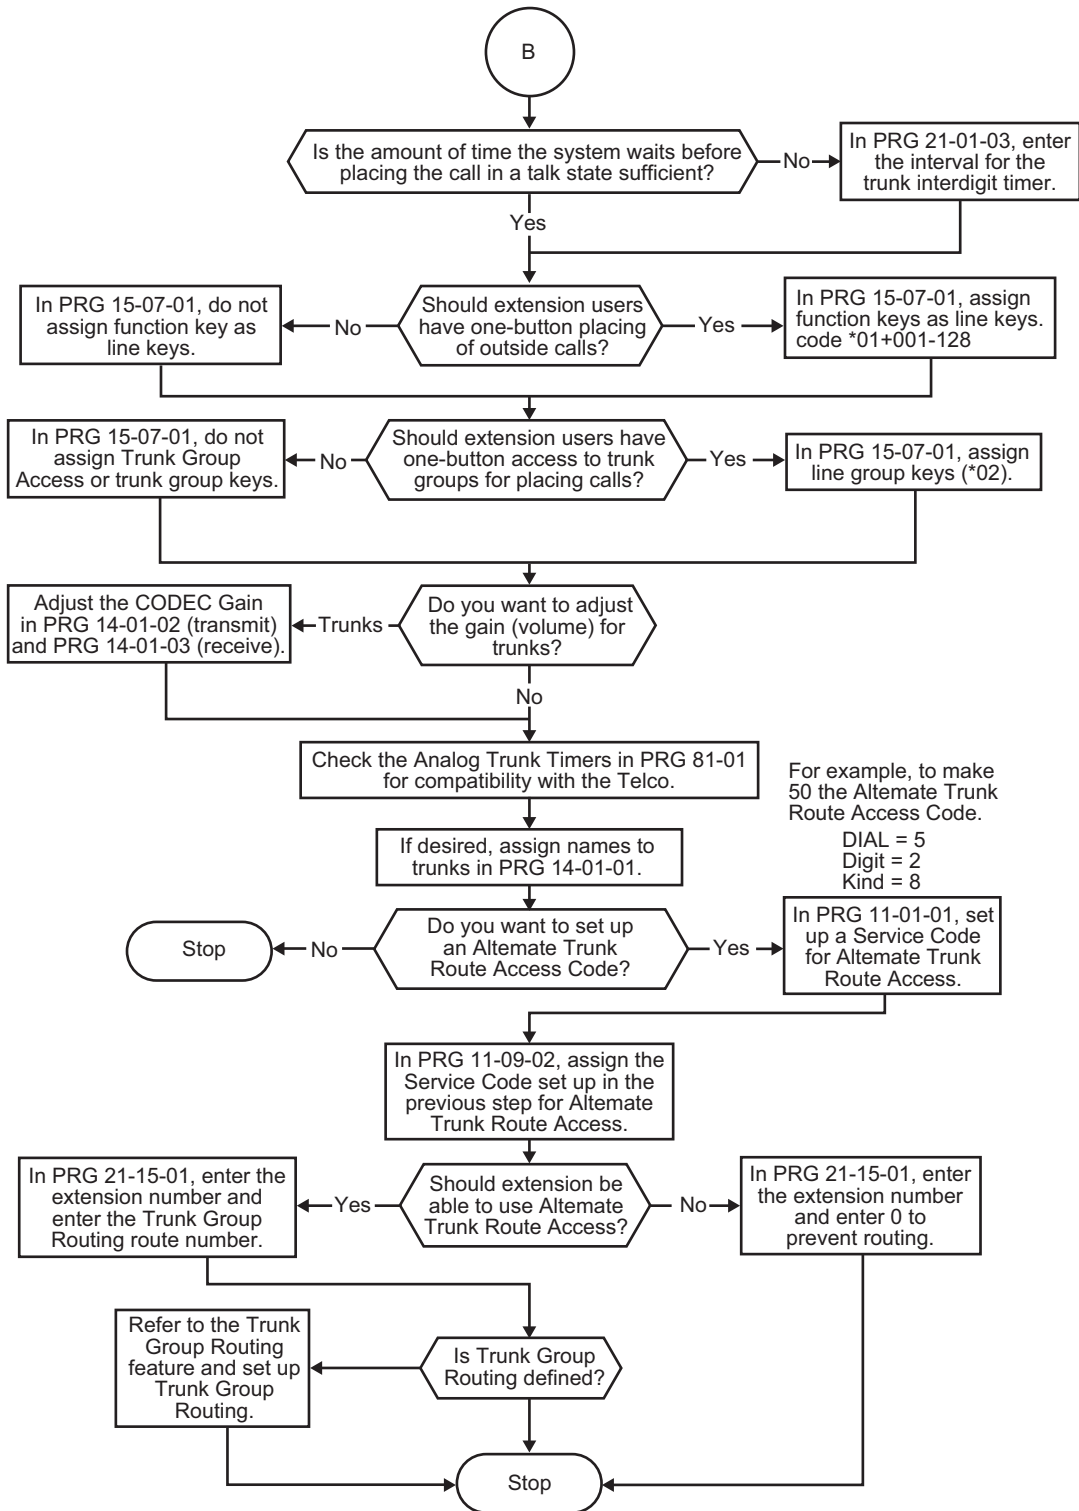 B
Is the amount of time the system waits before
placing the call in a talk state sufficient?
No
In PRG 21-01-03, enter
the interval for the
trunk interdigit timer.
Yes
In PRG 15-07-01, do not
assign function key as
line keys.
No
Should extension users
have one-button placing
of outside calls?
Yes
In PRG 15-07-01, assign
function keys as line keys.
code *01+001-128
In PRG 15-07-01, do not
assign Trunk Group
Access or trunk group keys.
No
Should extension users have
one-button access to trunk
groups for placing calls?
Yes
In PRG 15-07-01, assign
line group keys (*02).
Adjust the CODEC Gain
in PRG 14-01-02 (transmit)
and PRG 14-01-03 (receive).
Trunks
Do you want to adjust
the gain (volume) for
trunks?
No
Check the Analog Trunk Timers in PRG 81-01
for compatibility with the Telco.
For example, to make
50 the Alternate Trunk
Route Access Code.
DIAL = 5
Digit = 2
Kind = 8
If desired, assign names to
trunks in PRG 14-01-01.
Stop
No
Do you want to set up
an Altemate Trunk
Route Access Code?
Yes
In PRG 11-01-01, set
up a Service Code
for Alternate Trunk
Route Access.
In PRG 11-09-02, assign the
Service Code set up in the
previous step for Altemate
Trunk Route Access.
In PRG 21-15-01, enter the
extension number and
enter the Trunk Group
Routing route number.
Yes
Should extension be
able to use Alternate
Trunk Route Access?
No
In PRG 21-15-01, enter
the extension number
and enter 0 to
prevent routing.
Refer to the Trunk
Group Routing
feature and set up
Trunk Group
Routing.
Is Trunk Group
Routing defined?
Stop